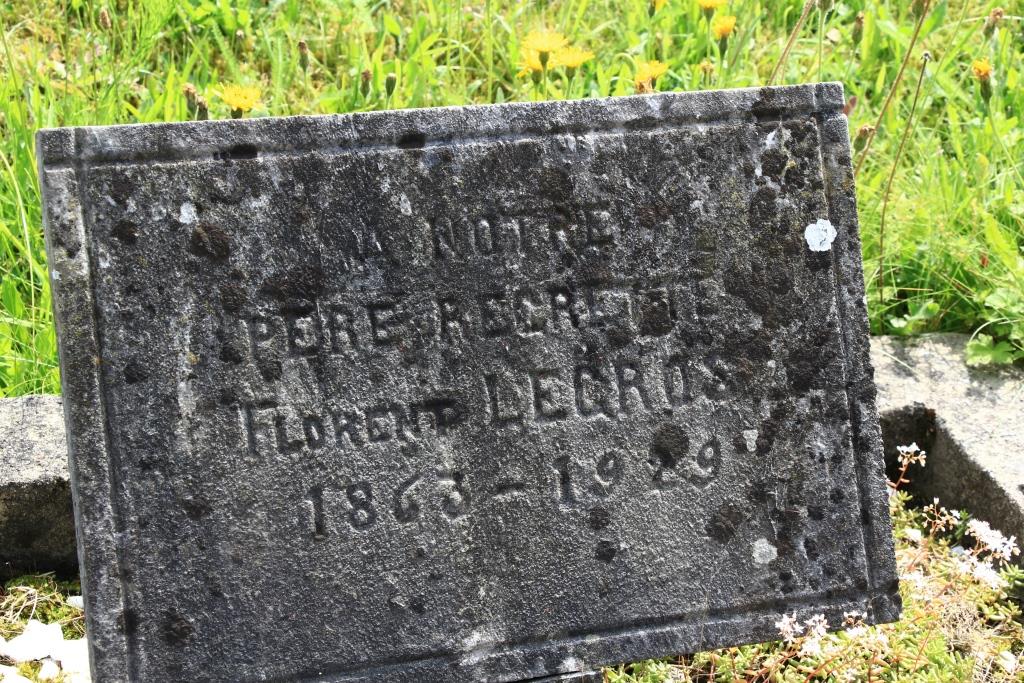 A NOTRE
PERE REGRETTE
FLORENT LEGROS
1863 - 1929